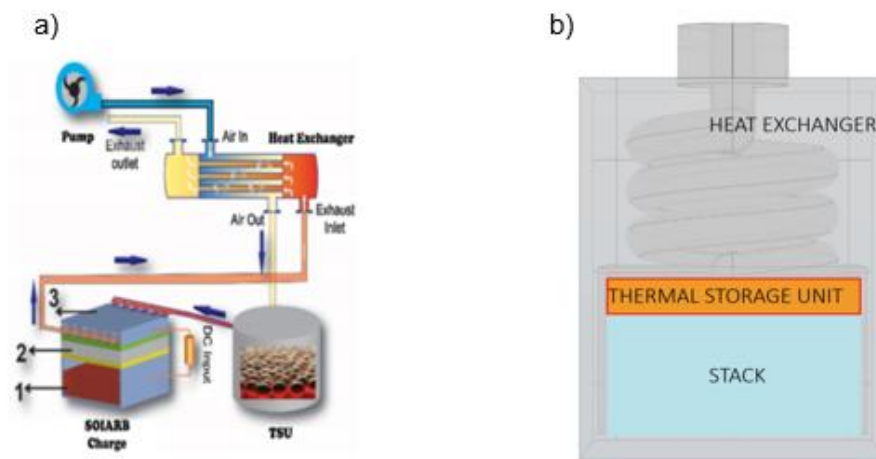 a)
b)
Pump
Exhaust
outlet
Air In
Heat Exchanger
Air Out
Exhaust
Inlet
3
2
1
DC Input
SOIARB
Charge
TSU
HEAT EXCHANGER
THERMAL STORAGE UNIT
STACK